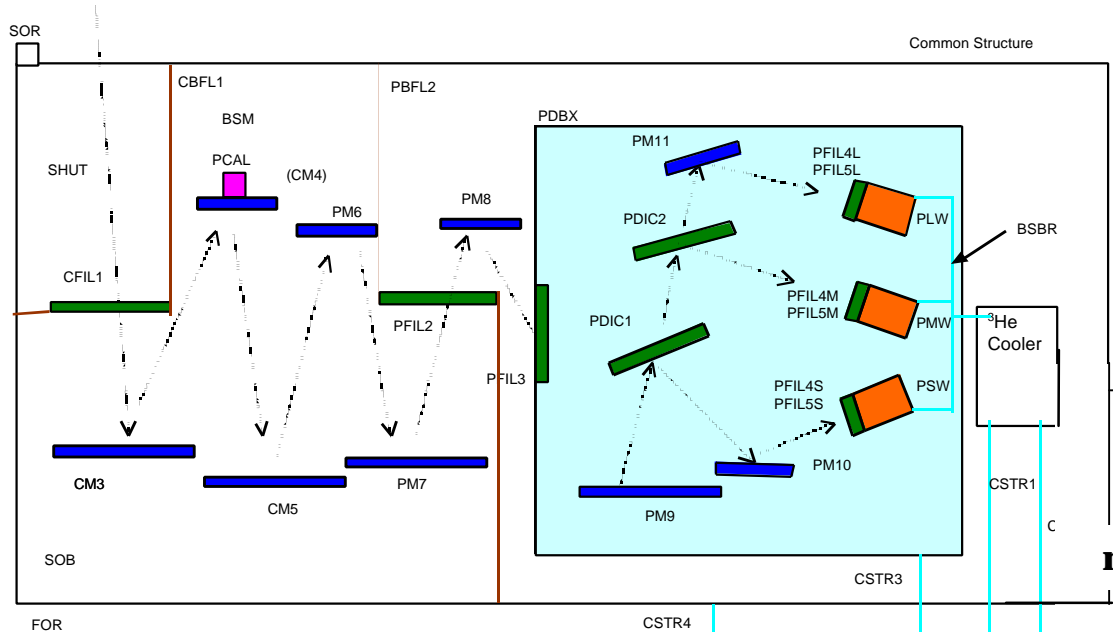 SOR
Common Structure
CBFL1
PBFL2
BSM
PDBX
SHUT
PCAL
(CM4)
PM6
PM8
PM11
PFIL4L
PFIL5L
PLW
PDIC2
BSBR
CFIL1
PFIL2
PFIL3
PDIC1
PFIL4M
PFIL5M
PMW
3He
Cooler
PFIL4S
PFIL5S
PSW
CM3
CM5
PM7
PM9
PM10
CSTR1
SOB
CSTR3
FOR
CSTR4